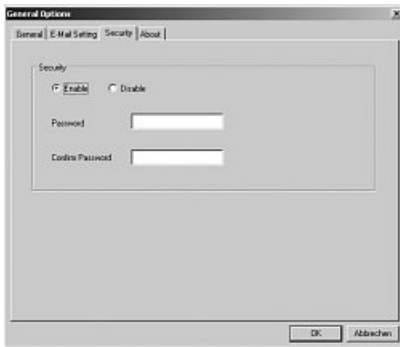 General Options
General E-Mail Setting Security About
Security
Enable Disable
Password
Confirm Password
OK Abbrechen